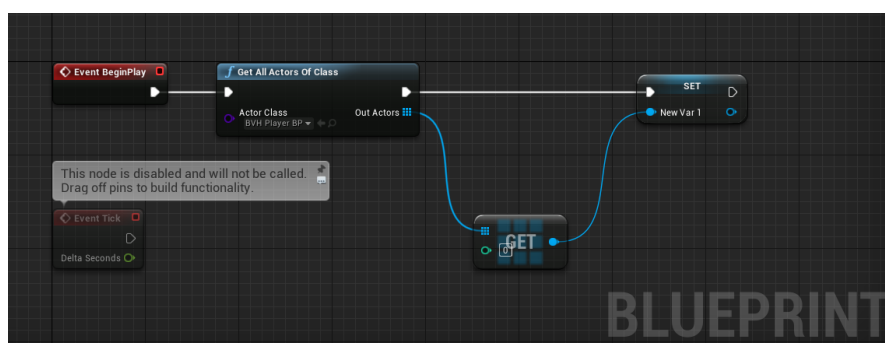 Event BeginPlay
Get All Actors Of Class
Actor Class
BVH Player BP
Out Actors
SET
New Var 1
This node is disabled and will not be called.
Drag off pins to build functionality.
Event Tick
Delta Seconds
GET
0
BLUEPRINT